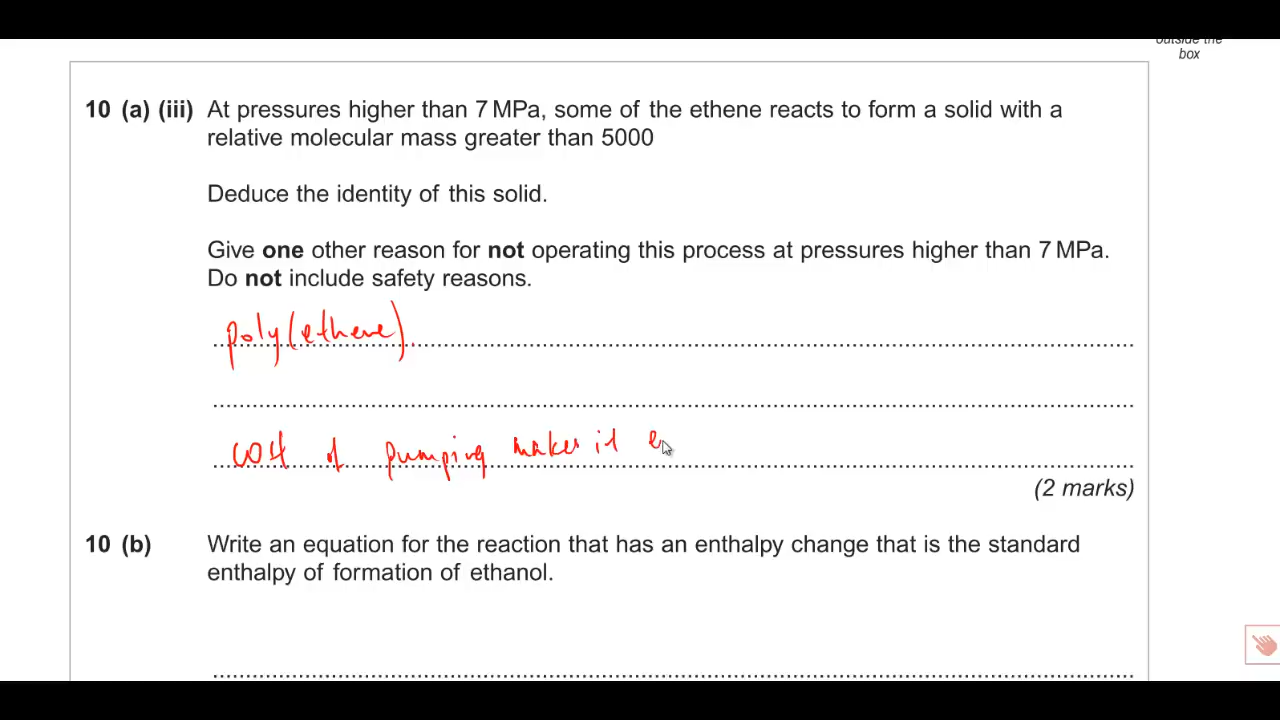 box
10 (a) (iii) At pressures higher than 7 MPa, some of the ethene reacts to form a solid with a
relative molecular mass greater than 5000
Deduce the identity of this solid.
Give one other reason for not operating this process at pressures higher than 7 MPa.
Do not include safety reasons.
poly(ethene).
cost of pumping makes it e
(2 marks)
10 (b) Write an equation for the reaction that has an enthalpy change that is the standard
enthalpy of formation of ethanol.